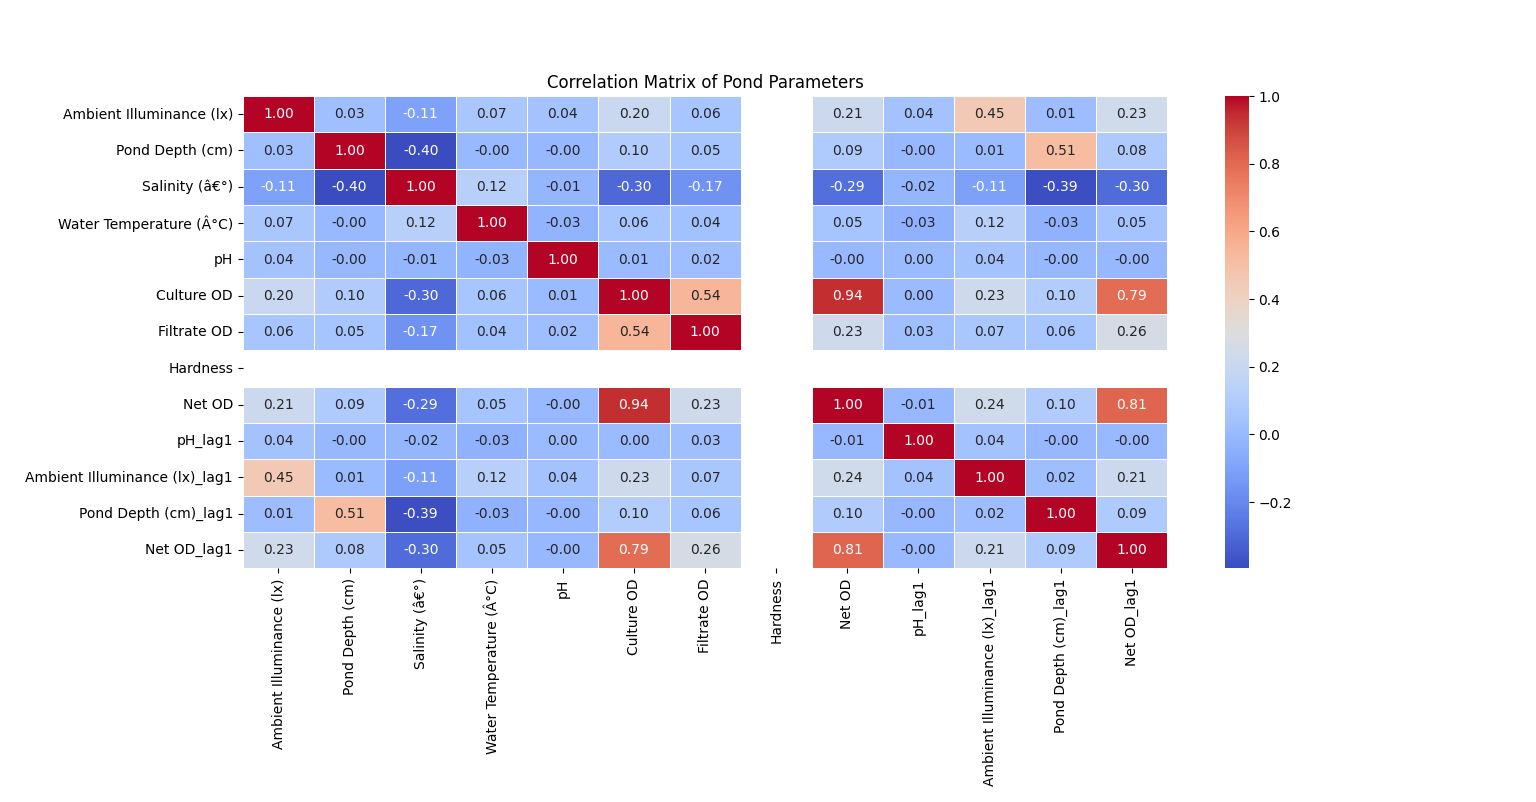 Correlation Matrix of Pond Parameters
Ambient Illuminance (lx) 1.00 0.03 -0.11 0.07 0.04 0.20 0.06 0.21 0.04 0.45 0.01 0.23
Pond Depth (cm) 0.03 1.00 -0.40 -0.00 -0.00 0.10 0.05 0.09 -0.00 0.01 0.51 0.08
Salinity (â€°) -0.11 -0.40 1.00 0.12 -0.01 -0.30 -0.17 -0.29 -0.02 -0.11 -0.39 -0.30
Water Temperature (Â°C) 0.07 -0.00 0.12 1.00 -0.03 0.06 0.04 0.05 -0.03 0.12 -0.03 0.05
pH 0.04 -0.00 -0.01 -0.03 1.00 0.01 0.02 -0.00 0.00 0.04 -0.00 -0.00
Culture OD 0.20 0.10 -0.30 0.06 0.01 1.00 0.54 0.94 0.00 0.23 0.10 0.79
Filtrate OD 0.06 0.05 -0.17 0.04 0.02 0.54 1.00 0.23 0.03 0.07 0.06 0.26
Hardness
Net OD 0.21 0.09 -0.29 0.05 -0.00 0.94 0.23 1.00 -0.01 0.24 0.10 0.81
pH_lag1 0.04 -0.00 -0.02 -0.03 0.00 0.00 0.03 -0.01 1.00 0.04 -0.00 -0.00
Ambient Illuminance (lx)_lag1 0.45 0.01 -0.11 0.12 0.04 0.23 0.07 0.24 0.04 1.00 0.02 0.21
Pond Depth (cm)_lag1 0.01 0.51 -0.39 -0.03 -0.00 0.10 0.06 0.10 -0.00 0.02 1.00 0.09
Net OD_lag1 0.23 0.08 -0.30 0.05 -0.00 0.79 0.26 0.81 -0.00 0.21 0.09 1.00
Ambient Illuminance (lx)
Pond Depth (cm)
Salinity (â€°)
Water Temperature (Â°C)
pH
Culture OD
Filtrate OD
Hardness
Net OD
pH_lag1
Ambient Illuminance (lx)_lag1
Pond Depth (cm)_lag1
Net OD_lag1
1.0
0.8
0.6
0.4
0.2
0.0
−0.2